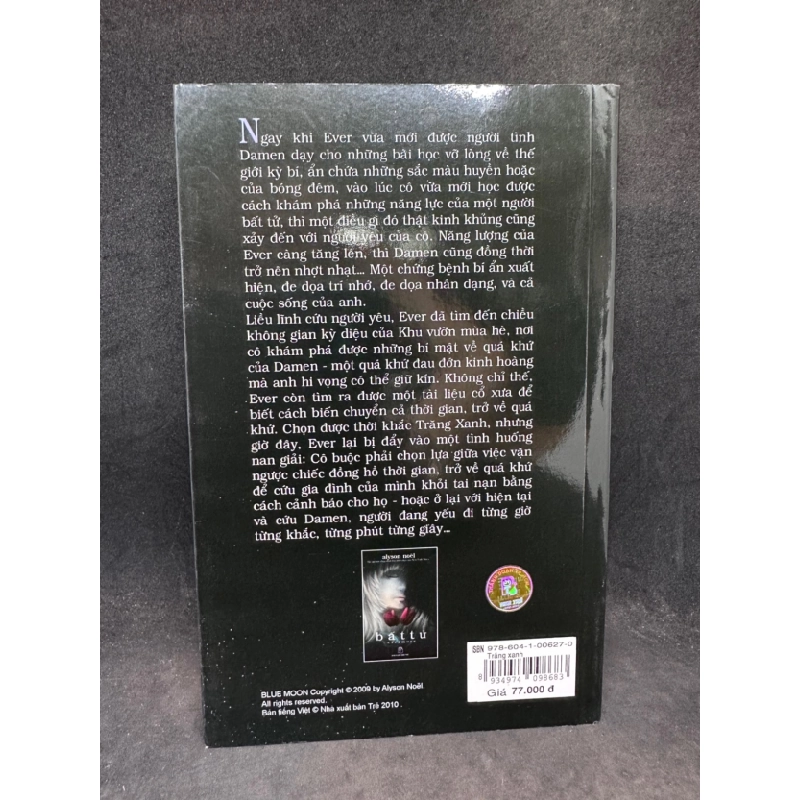 Ngay khi Ever vừa mới được người tình
Damen dạy cho những bài học vỡ lòng về thế
giới kỳ bí, ẩn chứa những sắc màu huyễn hoặc
của bóng đêm, vào lúc cô vừa mới học được
cách khám phá những năng lực của một người
bất tử, thì một điều gì đó thật kinh khủng cũng
xảy đến với người yêu của cô. Năng lượng của
Ever càng tăng lên, thì Damen cũng đồng thời
trở nên nhợt nhạt... Một chứng bệnh bí ẩn xuất
hiện, đe dọa trí nhớ, đe dọa nhân dạng, và cả
cuộc sống của anh.
Liều lĩnh cứu người yêu, Ever đã tìm đến chiều
không gian kỳ diệu của Khu vườn mùa hè, nơi
cô khám phá được những bí mật về quá khứ
của Damen - một quá khứ đau đớn kinh hoàng
mà anh hi vọng có thể giữ kín. Không chỉ thế,
Ever còn tìm ra được một tài liệu cổ xưa để
biết cách biến chuyển cả thời gian, trở về quá
khứ. Chọn được thời khắc Trăng Xanh, nhưng
giờ đây, Ever lại bị đẩy vào một tình huống
nan giải: Cô buộc phải chọn lựa giữa việc vặn
ngược chiếc đồng hồ thời gian, trở về quá khứ
để cứu gia đình của mình khỏi tai nạn bằng
cách cảnh báo cho họ - hoặc ở lại với hiện tại
và cứu Damen, người đang yếu đi từng giờ
từng khắc, từng phút từng giây...
alyson noël
bất tử
ISBN 978-604-1-00627-0
Trăng xanh
8 934974 098683
Giá 77.000 đ
BLUE MOON Copyright © 2009 by Alyson Noël
All rights reserved.
Bản tiếng Việt © Nhà xuất bản Trẻ 2010